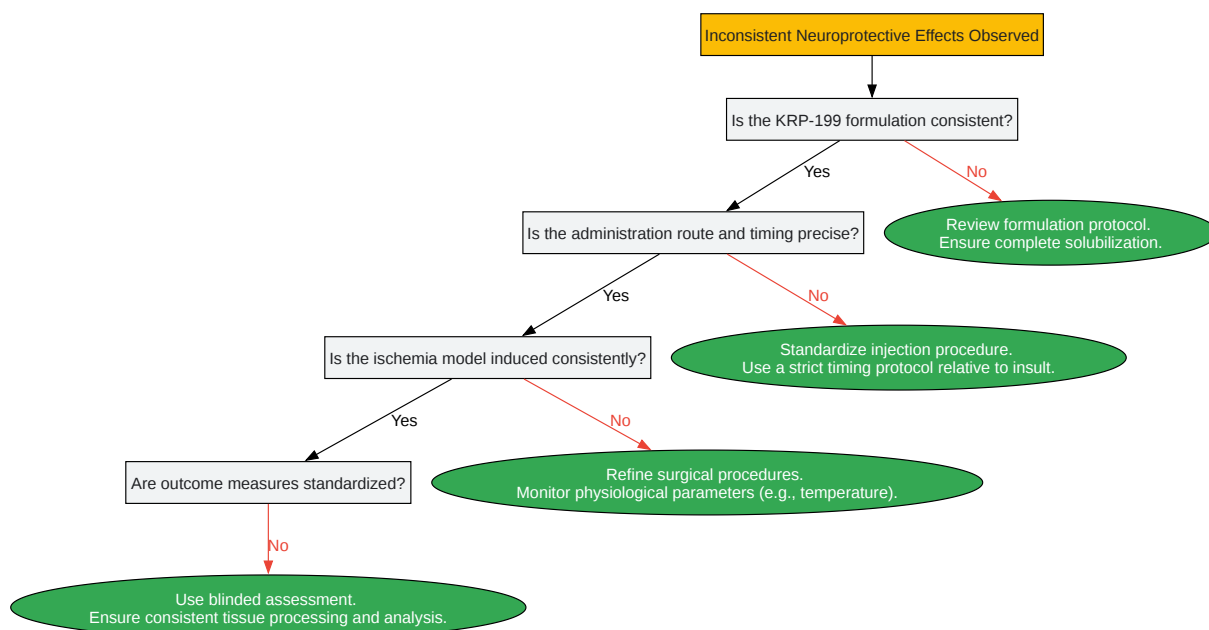 Inconsistent Neuroprotective Effects Observed
Is the KRP-199 formulation consistent?
Yes
No
Review formulation protocol.
Ensure complete solubilization.
Is the administration route and timing precise?
Yes
No
Standardize injection procedure.
Use a strict timing protocol relative to insult.
Is the ischemia model induced consistently?
Yes
No
Refine surgical procedures.
Monitor physiological parameters (e.g., temperature).
Are outcome measures standardized?
No
Use blinded assessment.
Ensure consistent tissue processing and analysis.